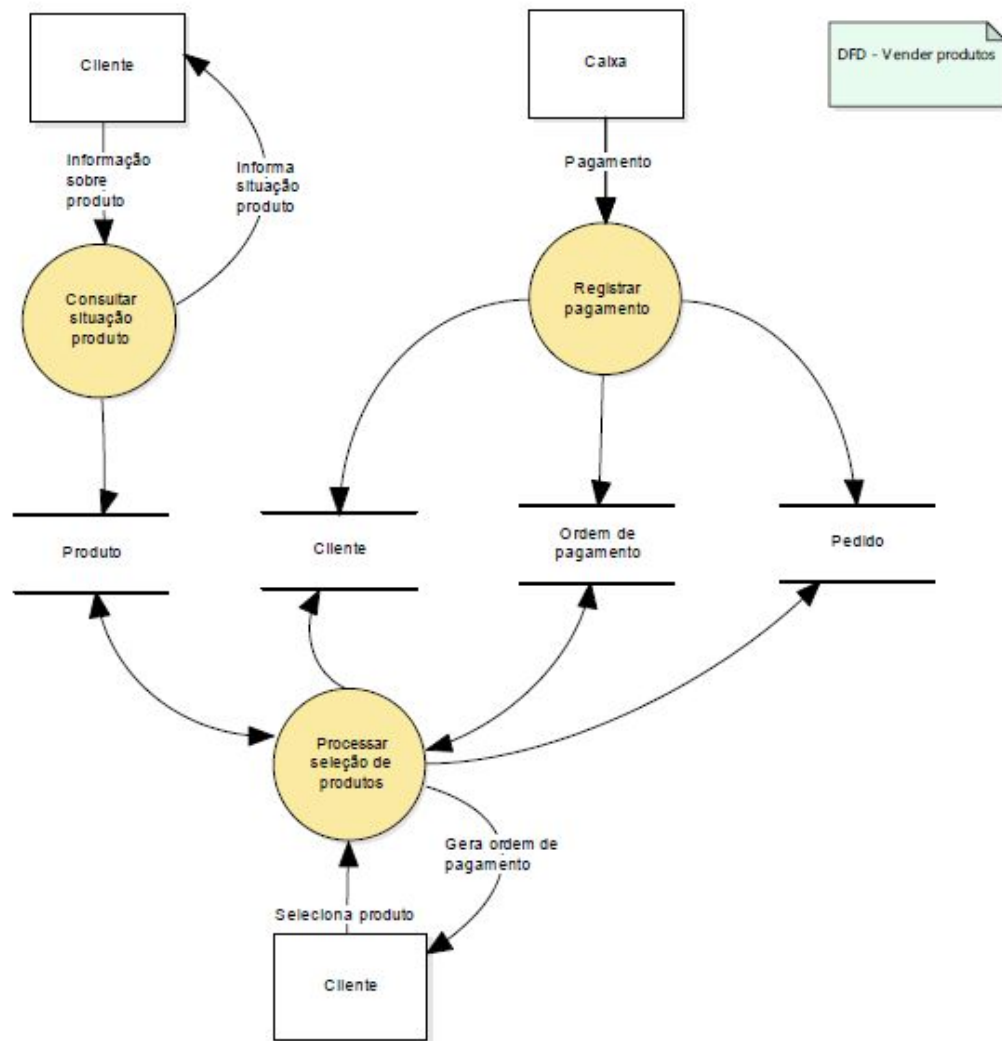 Cliente
Caixa
DFD - Vender produtos
Informação
sobre
produto
Informa
situação
produto
Pagamento
Consultar
situação
produto
Registrar
pagamento
Produto
Cliente
Ordem de
pagamento
Pedido
Processar
seleção de
produtos
Gera ordem de
pagamento
Seleciona produto
Cliente